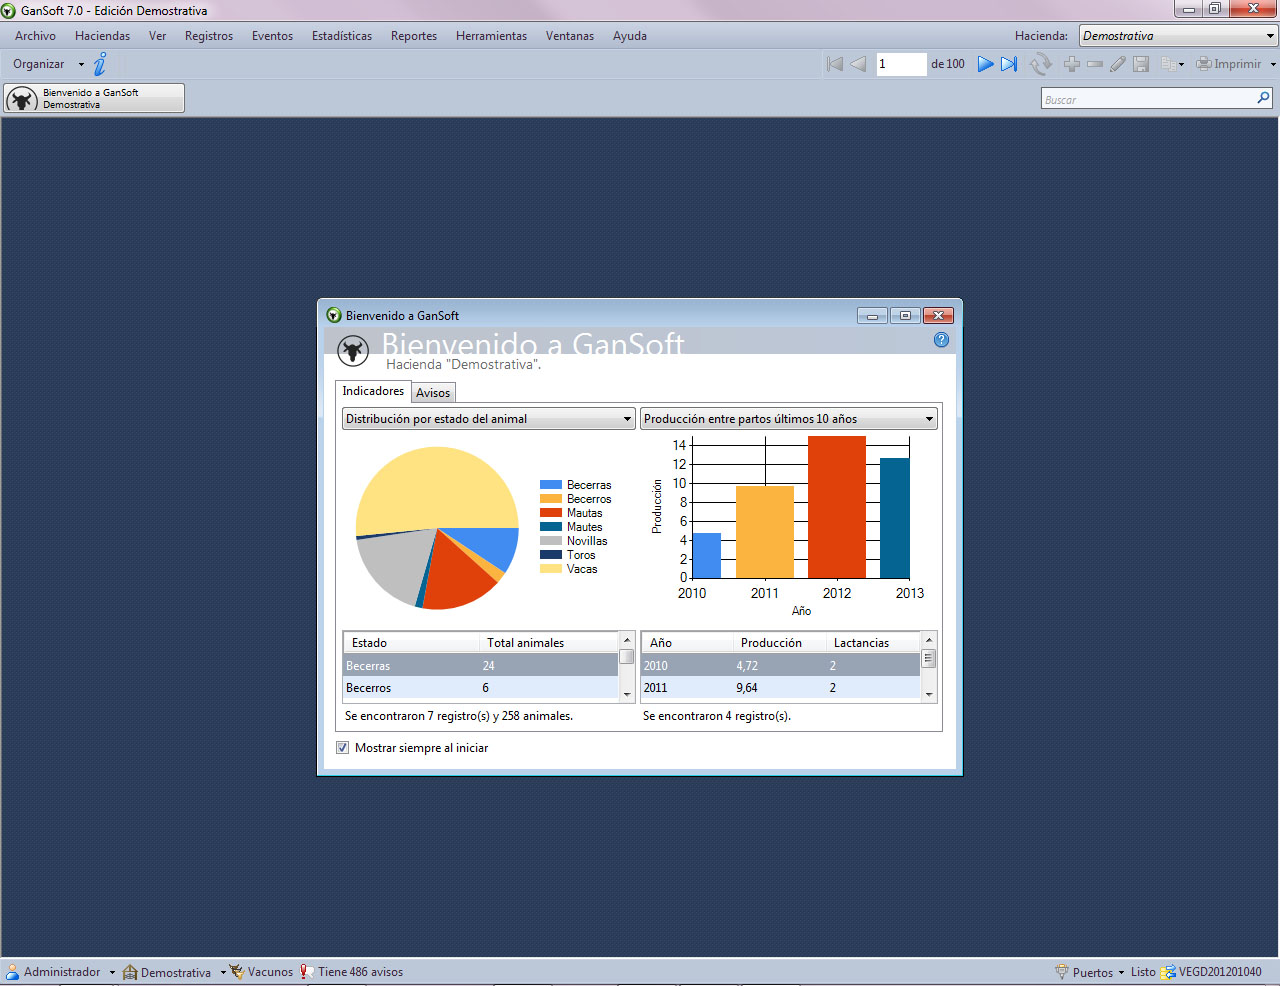 GanSoft 7.0 - Edición Demostrativa
Archivo Haciendas Ver Registros Eventos Estadísticas Reportes Herramientas Ventanas Ayuda Hacienda: Demostrativa
Organizar 1 de 100 Imprimir
Bienvenido a GanSoft
Demostrativa
Buscar
Bienvenido a GanSoft
Bienvenido a GanSoft
Hacienda "Demostrativa".
Indicadores Avisos
Distribución por estado del animal
Becerras
Becerros
Mautas
Mautes
Novillas
Toros
Vacas
Producción entre partos últimos 10 años
Producción
14
12
10
8
6
4
2
0
2010 2011 2012 2013
Año
Estado Total animales
Becerras 24
Becerros 6
Se encontraron 7 registro(s) y 258 animales.
Año Producción Lactancias
2010 4,72 2
2011 9,64 2
Se encontraron 4 registro(s).
Mostrar siempre al iniciar
Administrador Demostrativa Vacunos Tiene 486 avisos Puertos Listo VEGD201201040